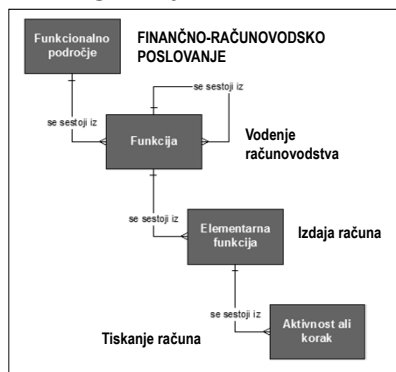 Funkcionalno
področje
FINANČNO-RAČUNOVODSKO
POSLOVANJE
se sestoji iz
se sestoji iz
Funkcija
Vodenje
računovodstva
se sestoji iz
Elementarna
funkcija
Izdaja računa
se sestoji iz
Tiskanje računa
Aktivnost ali
korak